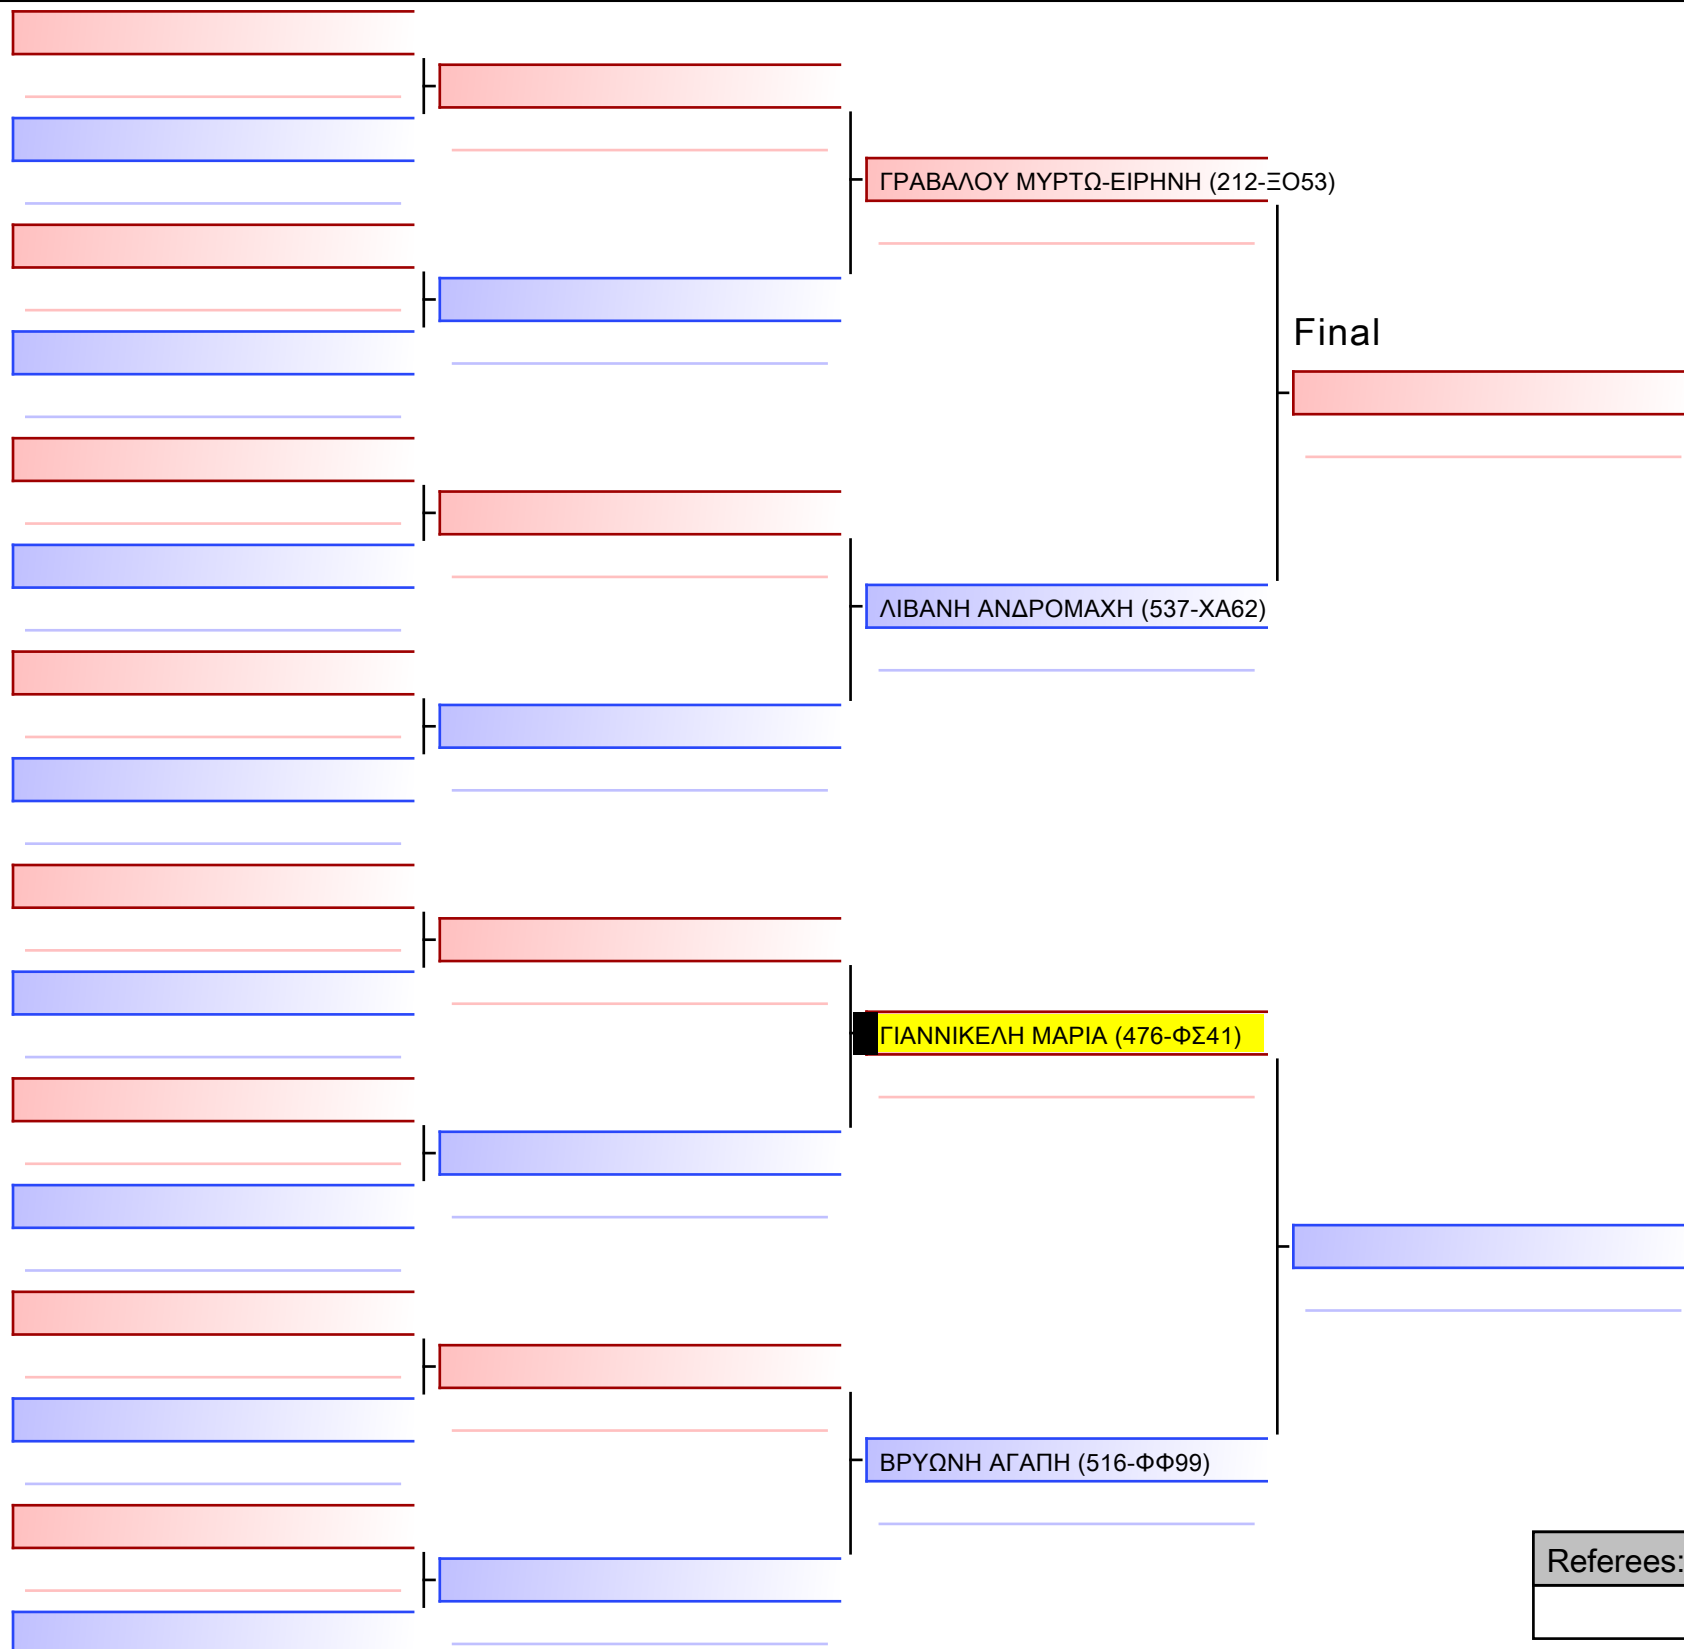 ΓΡΑΒΑΛΟΥ ΜΥΡΤΩ-ΕΙΡΗΝΗ (212-ΞΟ53)
Final
ΛΙΒΑΝΗ ΑΝΔΡΟΜΑΧΗ (537-ΧΑ62)
ΓΙΑΝΝΙΚΕΛΗ ΜΑΡΙΑ (476-ΦΣ41)
ΒΡΥΩΝΗ ΑΓΑΠΗ (516-ΦΦ99)
Referees: